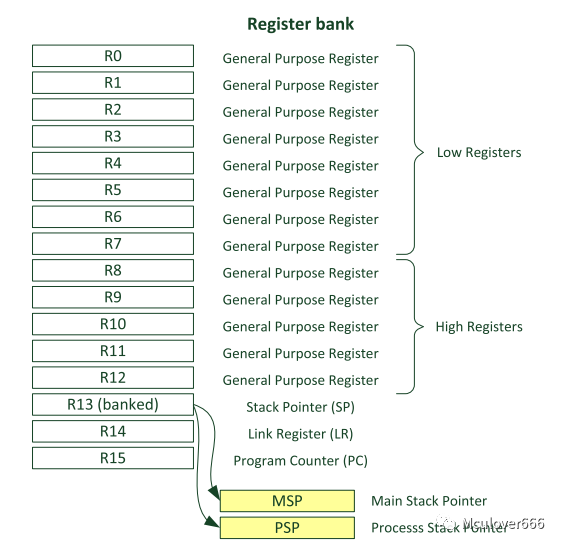 Register bank
R0 General Purpose Register
R1 General Purpose Register
R2 General Purpose Register
R3 General Purpose Register
Low Registers
R4 General Purpose Register
R5 General Purpose Register
R6 General Purpose Register
R7 General Purpose Register
R8 General Purpose Register
R9 General Purpose Register
R10 General Purpose Register
High Registers
R11 General Purpose Register
R12 General Purpose Register
R13 (banked) Stack Pointer (SP)
R14 Link Register (LR)
R15 Program Counter (PC)
MSP Main Stack Pointer
PSP Processs Stack Pointer
Mculover666